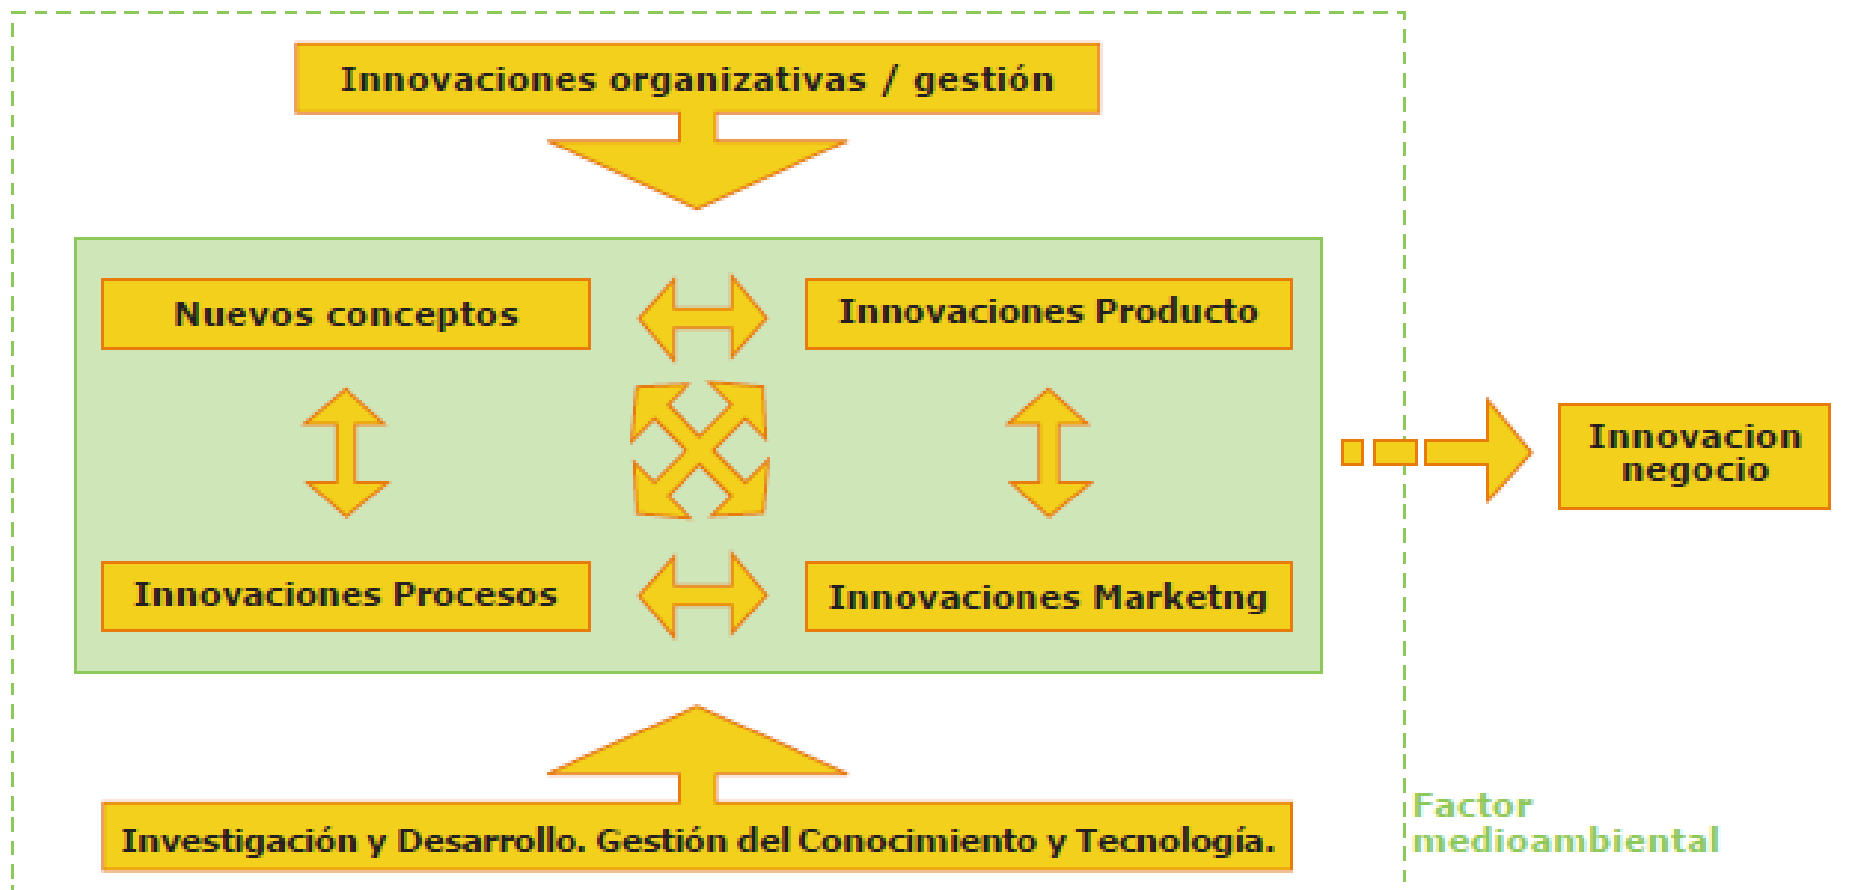 Innovaciones organizativas / gestión
Nuevos conceptos
Innovaciones Producto
Innovacion
negocio
Innovaciones Procesos
Innovaciones Marketng
Investigación y Desarrollo. Gestión del Conocimiento y Tecnología.
Factor
medioambiental